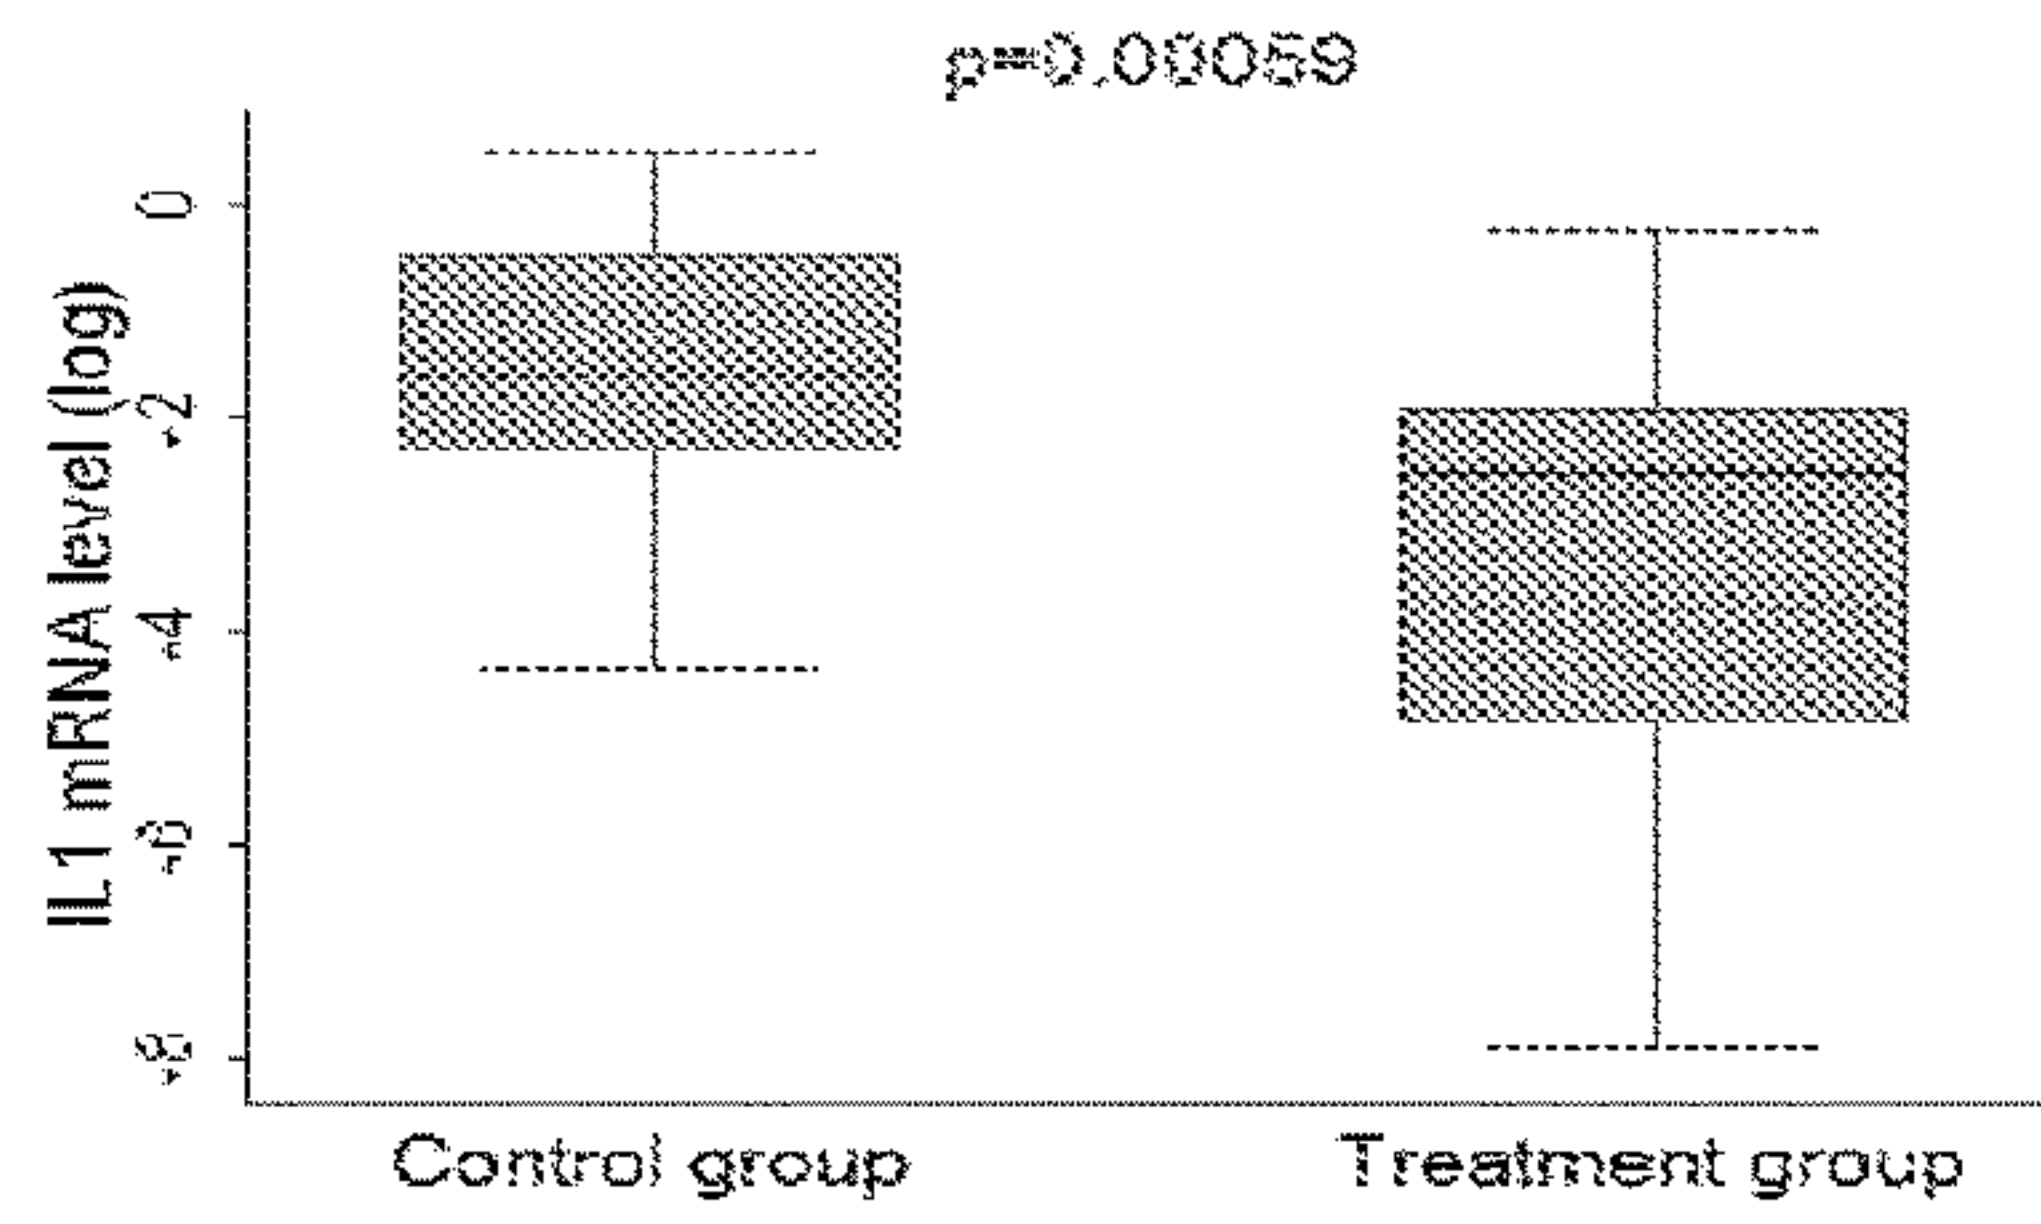 p=0.00059
IL1 mRNA level (log)
0
-2
-4
-6
-8
Control group
Treatment group